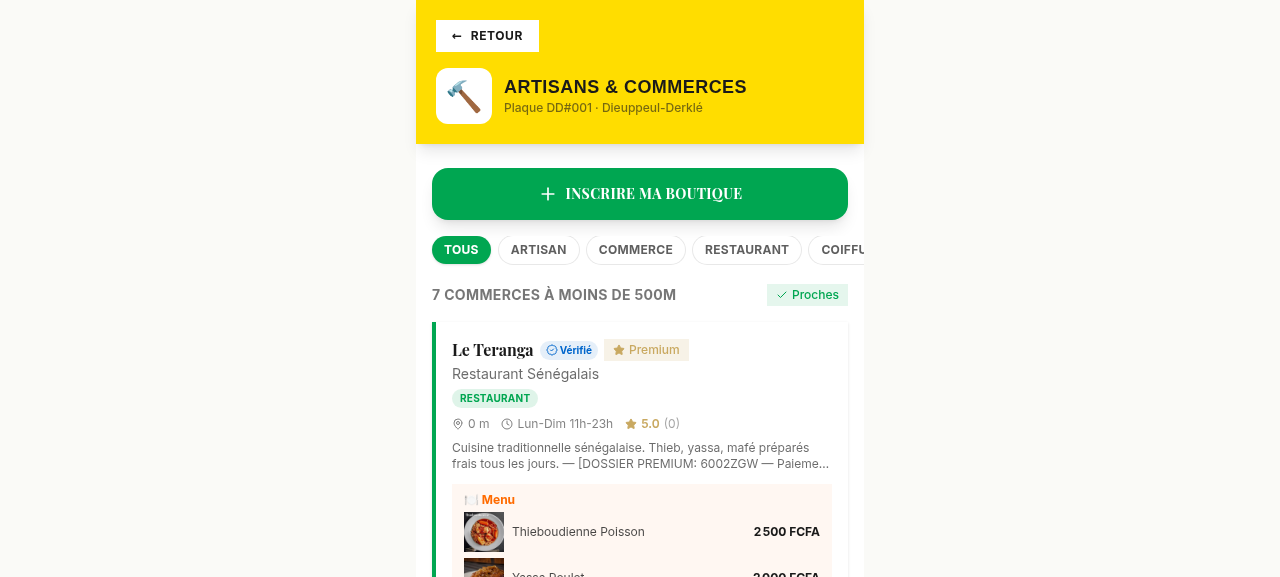 ← RETOUR
ARTISANS & COMMERCES
Plaque DD#001 · Dieuppeul-Derklé
+ INSCRIRE MA BOUTIQUE
TOUS ARTISAN COMMERCE RESTAURANT COIFFU
7 COMMERCES À MOINS DE 500M
Proches
Le Teranga Vérifié Premium
Restaurant Sénégalais
RESTAURANT
0 m Lun-Dim 11h-23h 5.0 (0)
Cuisine traditionnelle sénégalaise. Thieb, yassa, mafé préparés
frais tous les jours. — [DOSSIER PREMIUM: 6002ZGW — Paieme...
Menu
Thieboudienne Poisson 2 500 FCFA
Yassa Poulet